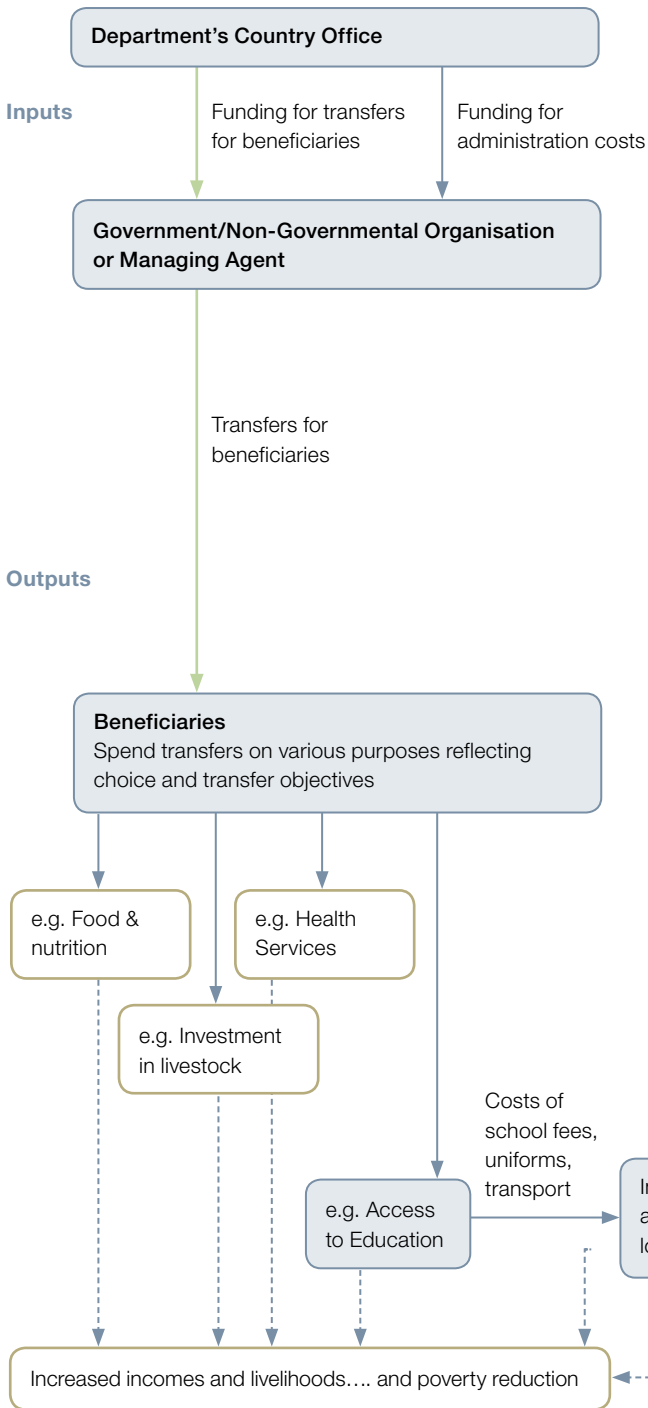 Department's Country Office
Inputs
Funding for transfers
for beneficiaries
Funding for
administration costs
Government/Non-Governmental Organisation
or Managing Agent
Transfers for
beneficiaries
Outputs
Beneficiaries
Spend transfers on various purposes reflecting
choice and transfer objectives
e.g. Food &
nutrition
e.g. Health
Services
e.g. Investment
in livestock
Costs of
school fees,
uniforms,
transport
e.g. Access
to Education
Increased incomes and livelihoods.... and poverty reduction